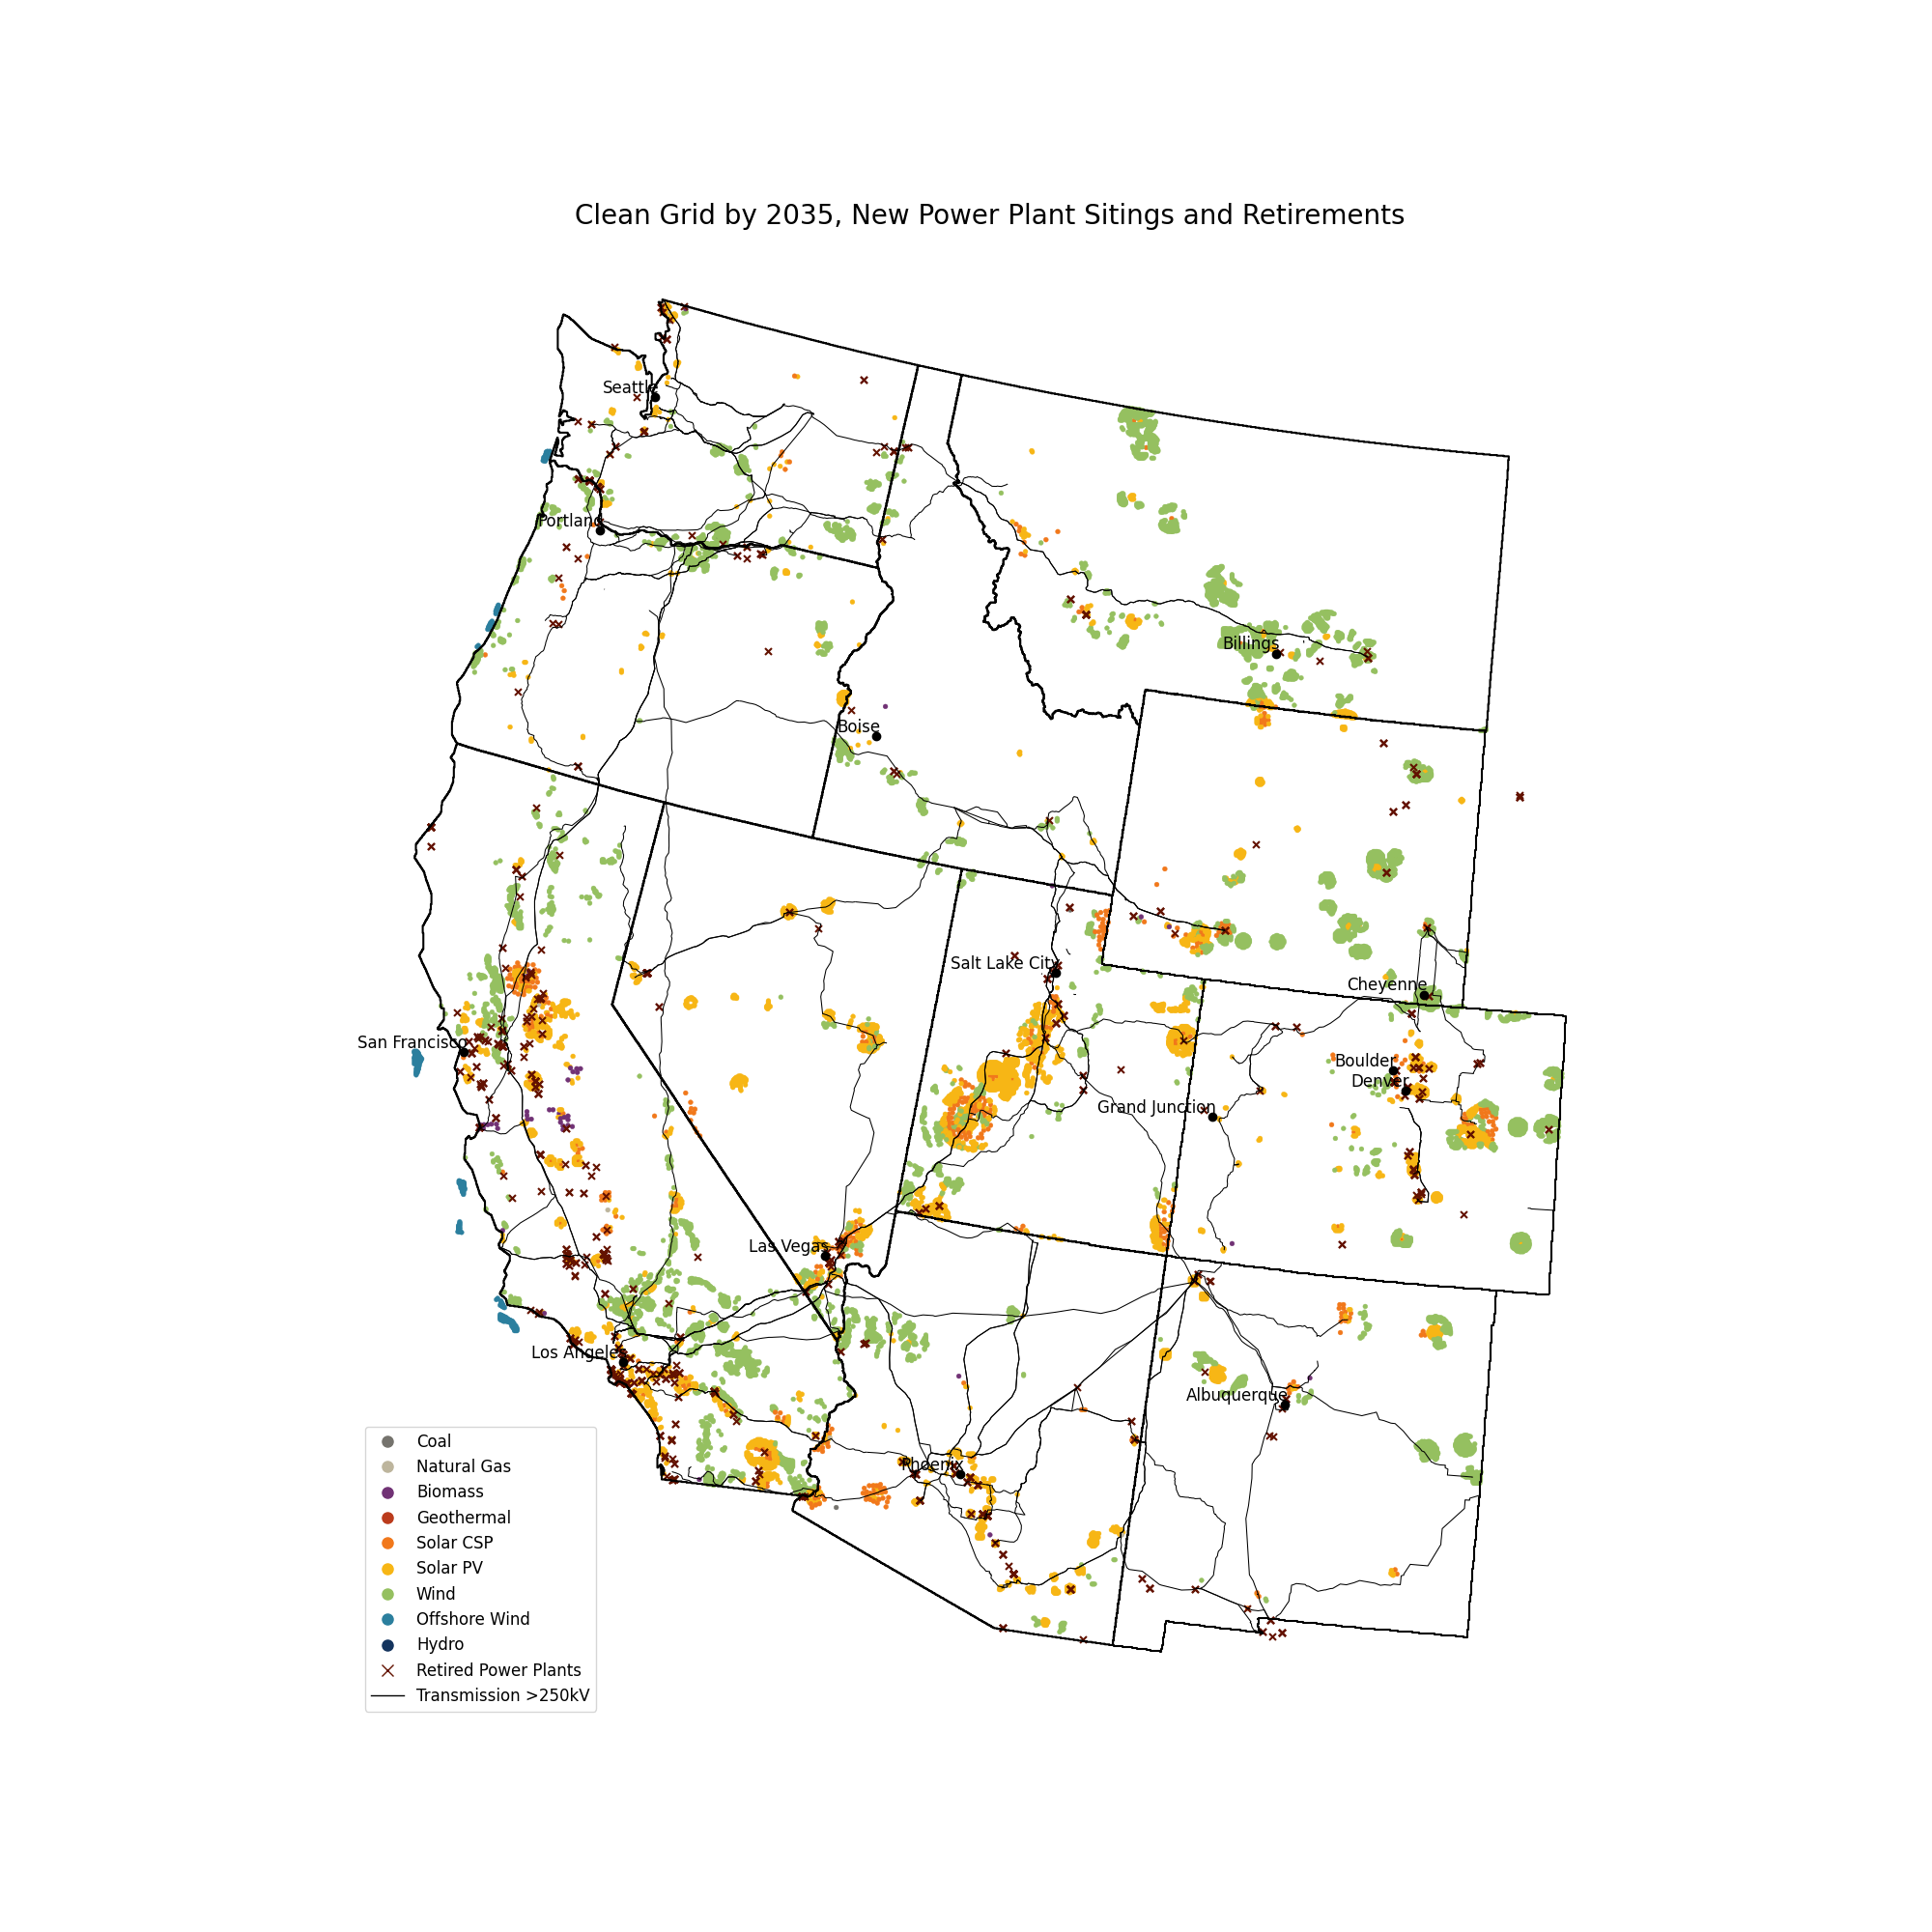 Clean Grid by 2035, New Power Plant Sitings and Retirements
Seattle
Portland
Billings
Boise
Salt Lake City
Cheyenne
San Francisco
Boulder
Denver
Grand Junction
Las Vegas
Los Angeles
Albuquerque
Phoenix
Coal
Natural Gas
Biomass
Geothermal
Solar CSP
Solar PV
Wind
Offshore Wind
Hydro
Retired Power Plants
Transmission >250kV